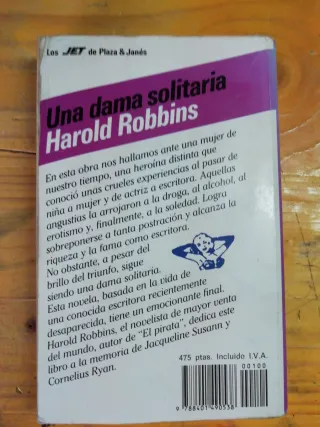 Los JET de Plaza & Janés
Una dama solitaria
Harold Robbins
En esta obra nos hallamos ante una mujer de
nuestro tiempo, una heroína distinta que
conoció unas crueles experiencias al pasar de
niña a mujer y de actriz a escritora. Aquellas
angustias la arrojaron a la droga, al alcohol, al
erotismo y, finalmente, a la soledad. Logra
sobreponerse a tanta postración y alcanza la
riqueza y la fama como escritora.
No obstante, a pesar del
brillo del triunfo, sigue
siendo una dama solitaria.
Esta novela, basada en la vida de
una conocida escritora recientemente
desaparecida, tiene un emocionante final.
Harold Robbins, el novelista de mayor venta
del mundo, autor de "El pirata", dedica este
libro a la memoria de Jacqueline Susann y
Cornelius Ryan.
475 ptas. Incluido I.V.A.
00100
9 788401 490538